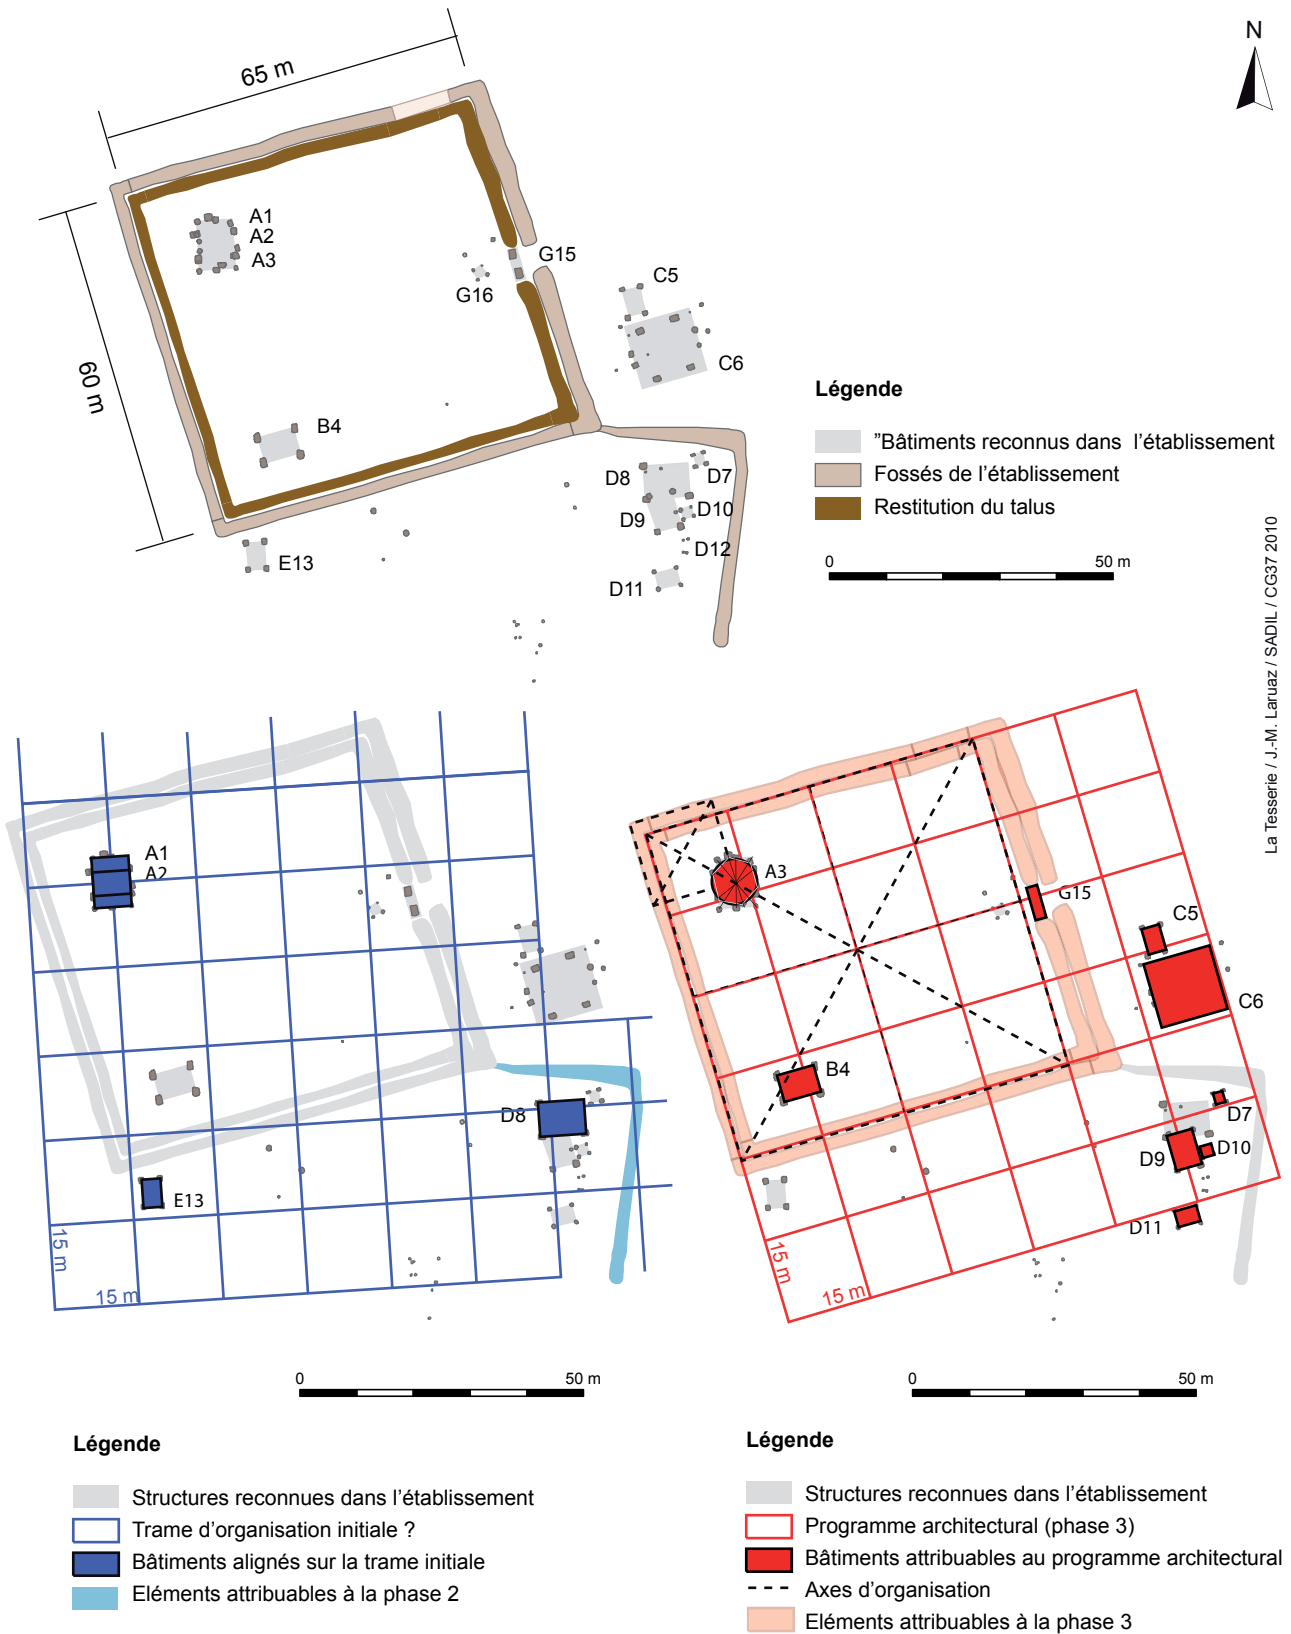 N
65 m
60 m
A1
A2
A3
G15
G16
C5
C6
B4
D8
D7
D9
D10
D12
D11
E13
Légende
"Bâtiments reconnus dans l'établissement
Fossés de l'établissement
Restitution du talus
0 50 m
La Tesserie / J.-M. Laruaz / SADIL / CG37 2010
A1
A2
D8
E13
15 m
15 m
0 50 m
Légende
Structures reconnues dans l'établissement
Trame d'organisation initiale ?
Bâtiments alignés sur la trame initiale
Eléments attribuables à la phase 2
A3
G15
C5
C6
B4
D7
D10
D9
D11
15 m
15 m
0 50 m
Légende
Structures reconnues dans l'établissement
Programme architectural (phase 3)
Bâtiments attribuables au programme architectural
Axes d'organisation
Eléments attribuables à la phase 3